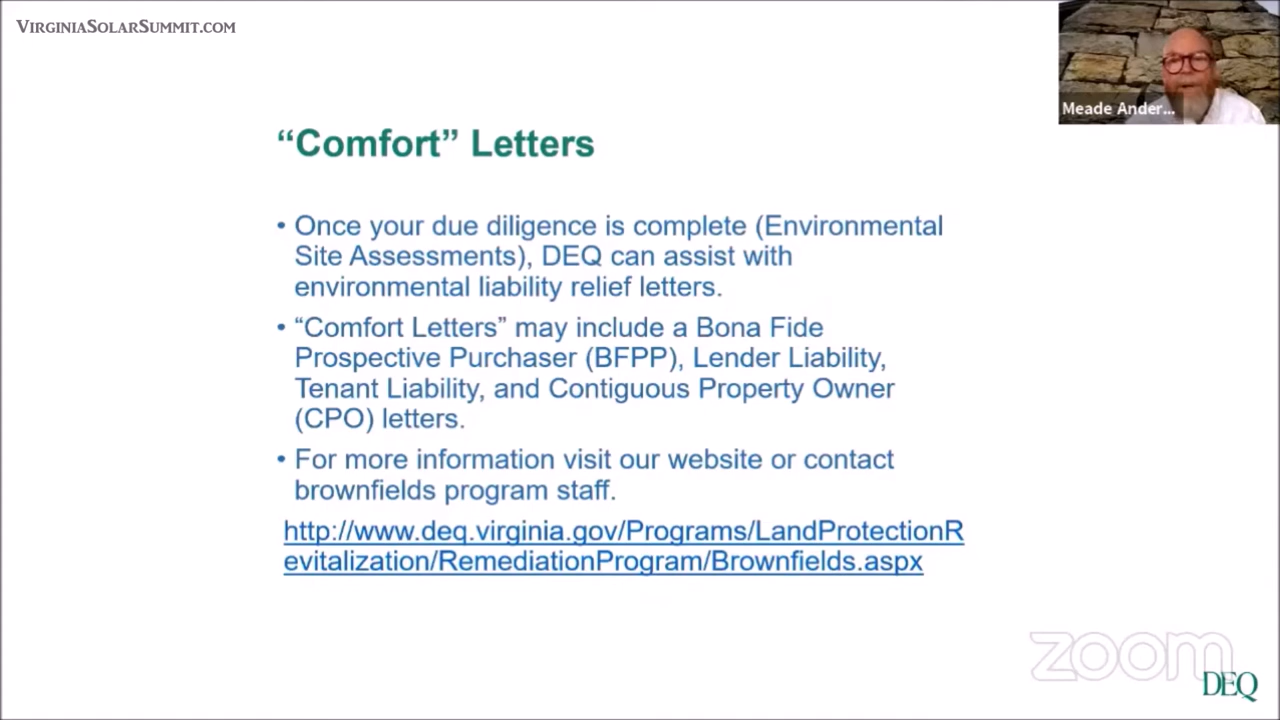 VIRGINIASOLARSUMMIT.COM
Meade Ander...
“Comfort” Letters
• Once your due diligence is complete (Environmental
Site Assessments), DEQ can assist with
environmental liability relief letters.
• “Comfort Letters” may include a Bona Fide
Prospective Purchaser (BFPP), Lender Liability,
Tenant Liability, and Contiguous Property Owner
(CPO) letters.
• For more information visit our website or contact
brownfields program staff.
http://www.deq.virginia.gov/Programs/LandProtectionR
evitalization/RemediationProgram/Brownfields.aspx
zoom
DEQ